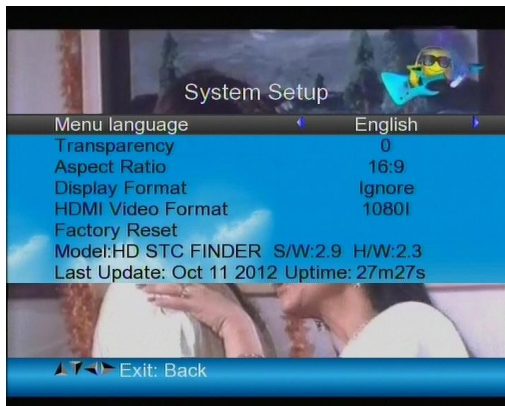 System Setup
Menu language English
Transparency 0
Aspect Ratio 16:9
Display Format Ignore
HDMI Video Format 1080I
Factory Reset
Model:HD STC FINDER S/W:2.9 H/W:2.3
Last Update: Oct 11 2012 Uptime: 27m27s
Exit: Back